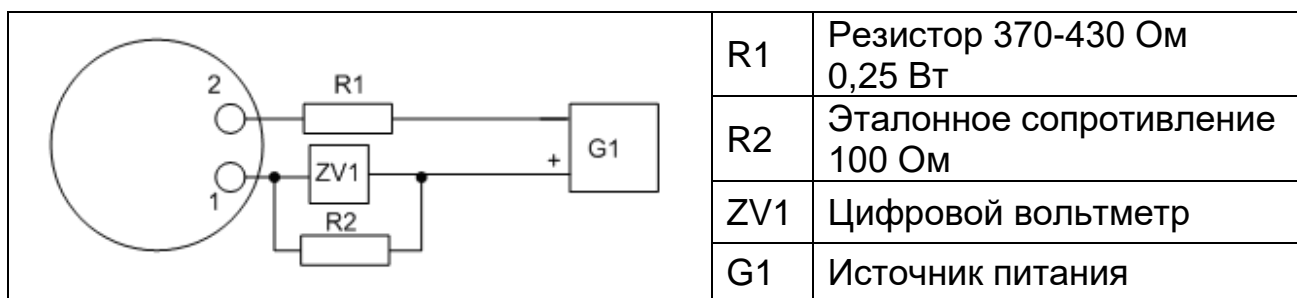 2
R1
G1
+
ZV1
1
R2
R1
Резистор 370-430 Ом
0,25 Вт
R2
Эталонное сопротивление
100 Ом
ZV1
Цифровой вольтметр
G1
Источник питания